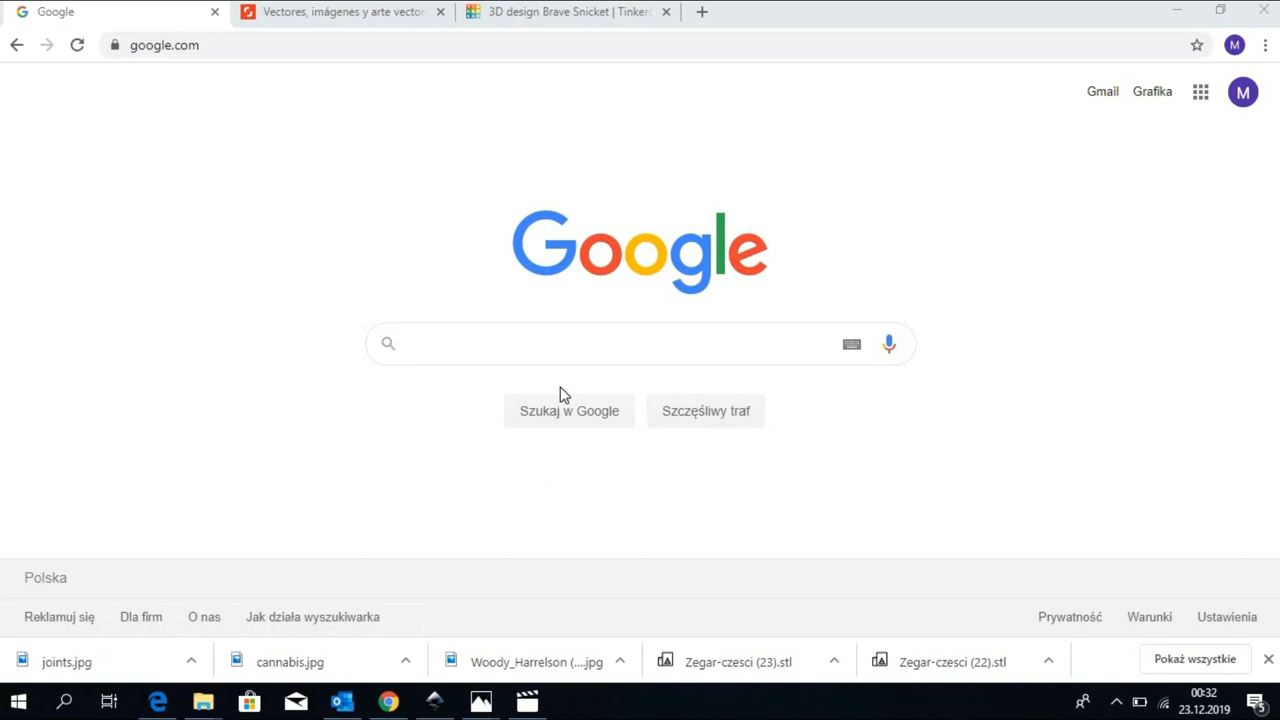 Google
Vectores, imágenes y arte vector
3D design Brave Snicket | Tinkerc
google.com
M
Gmail
Grafika
M
Google
Szukaj w Google
Szczęśliwy traf
Polska
Reklamuj się
Dla firm
O nas
Jak działa wyszukiwarka
Prywatność
Warunki
Ustawienia
joints.jpg
cannabis.jpg
Woody_Harrelson (....jpg
Zegar-czesci (23).stl
Zegar-czesci (22).stl
Pokaż wszystkie
00:32
23.12.2019
5